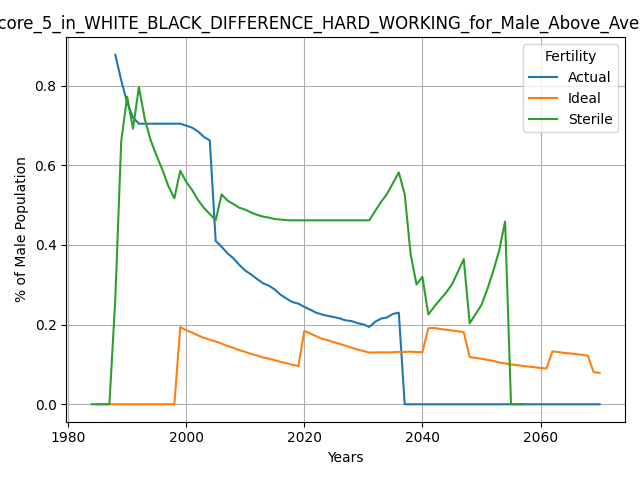 core_5_in_WHITE_BLACK_DIFFERENCE_HARD_WORKING_for_Male_Above_Ave
Fertility
Actual
Ideal
Sterile
% of Male Population
0.8
0.6
0.4
0.2
0.0
1980
2000
2020
2040
2060
Years